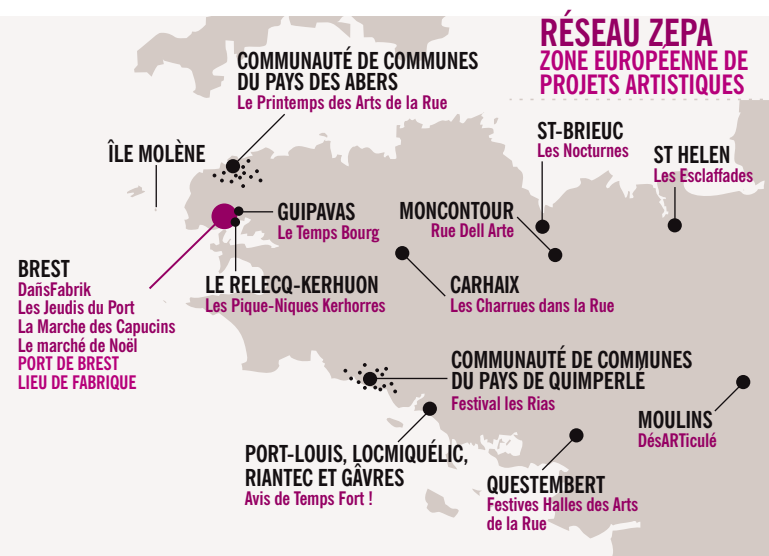 RÉSEAU ZEPA
ZONE EUROPÉENNE DE
PROJETS ARTISTIQUES
COMMUNAUTÉ DE COMMUNES
DU PAYS DES ABERS
Le Printemps des Arts de la Rue
ÎLE MOLÈNE
ST-BRIEUC
Les Nocturnes
ST HELEN
Les Esclaffades
GUIPAVAS
Le Temps Bourg
MONCONTOUR
Rue Dell Arte
BREST
DañsFabrik
Les Jeudis du Port
La Marche des Capucins
Le marché de Noël
PORT DE BREST
LIEU DE FABRIQUE
LE RELECQ-KERHUON
Les Pique-Niques Kerhorres
CARHAIX
Les Charrues dans la Rue
COMMUNAUTÉ DE COMMUNES
DU PAYS DE QUIMPERLÉ
Festival les Rias
MOULINS
DésARTiculé
PORT-LOUIS, LOCMIQUÉLIC,
RIANTEC ET GÂVRES
Avis de Temps Fort !
QUESTEMBERT
Festives Halles des Arts
de la Rue